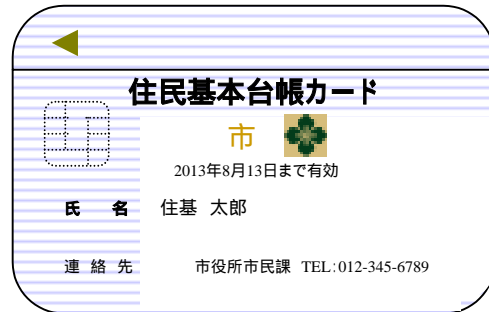 住民基本台帳カード
市
2013年8月13日まで有効
氏 名 住基 太郎
連 絡 先 市役所市民課 TEL:012-345-6789